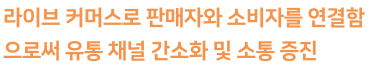 라이브 커머스로 판매자와 소비자를 연결함
으로써 유통 채널 간소화 및 소통 증진